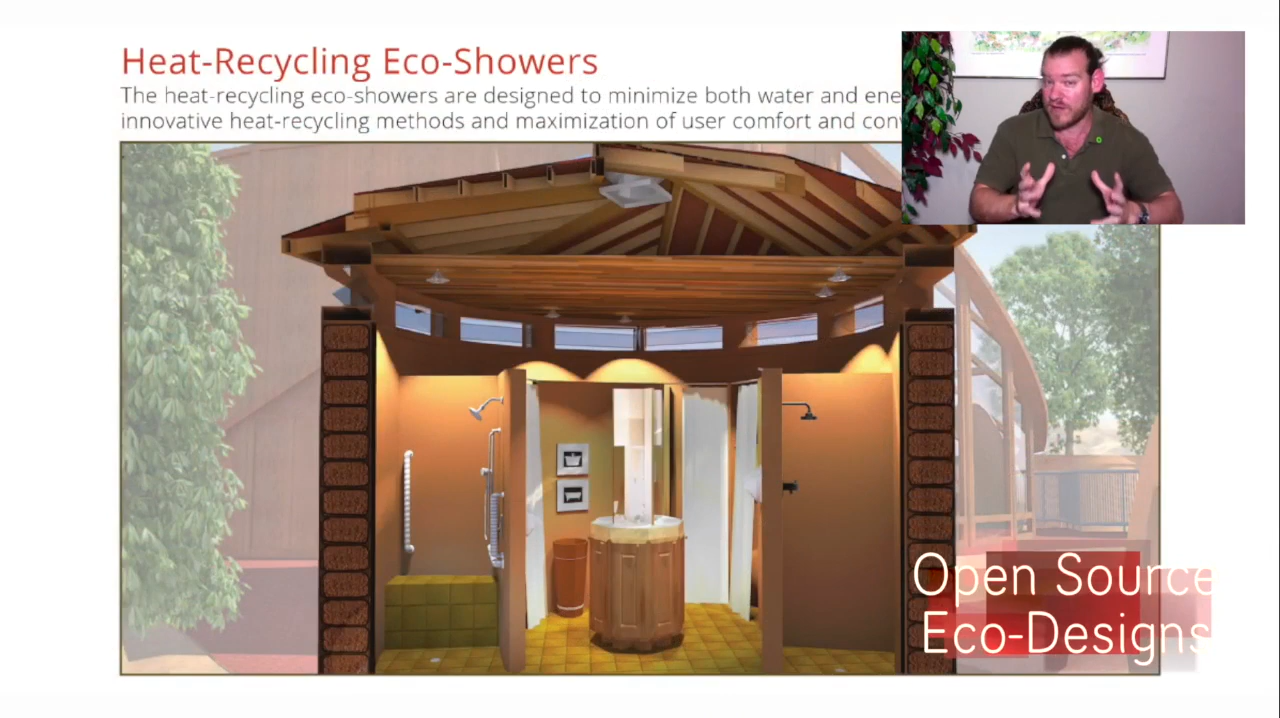 Heat-Recycling Eco-Showers
The heat-recycling eco-showers are designed to minimize both water and ene
innovative heat-recycling methods and maximization of user comfort and con
Open Source
Eco-Designs